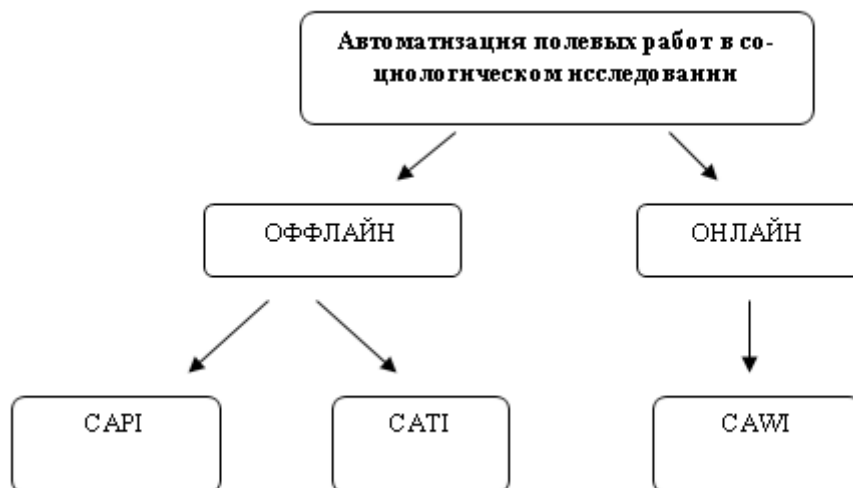 Автоматизация полевых работ в со-
циологическом исследовании
ОФФЛАЙН
ОНЛАЙН
CAPI
CATI
CAWI